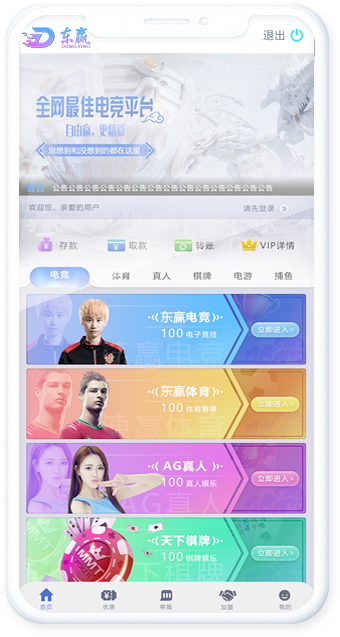 东赢
DONG YING
退出
全网最佳电竞平台
自由赢，更精彩
您想到和没想到的都在这里
公告 公告公告公告公告公告公告公告公告公告公告公告公告公告公告
欢迎您，亲爱的用户
请先登录
存款
取款
转账
VIP详情
电竞
体育
真人
棋牌
电游
捕鱼
东赢电竞
100 电子竞技
立即进入>
东赢电竞
东赢体育
100 体育赛事
立即进入>
东赢体育
AG真人
100 真人娱乐
立即进入>
AG真人
天下棋牌
100 棋牌娱乐
立即进入>
天下棋牌
首页
优惠
客服
加盟
我的